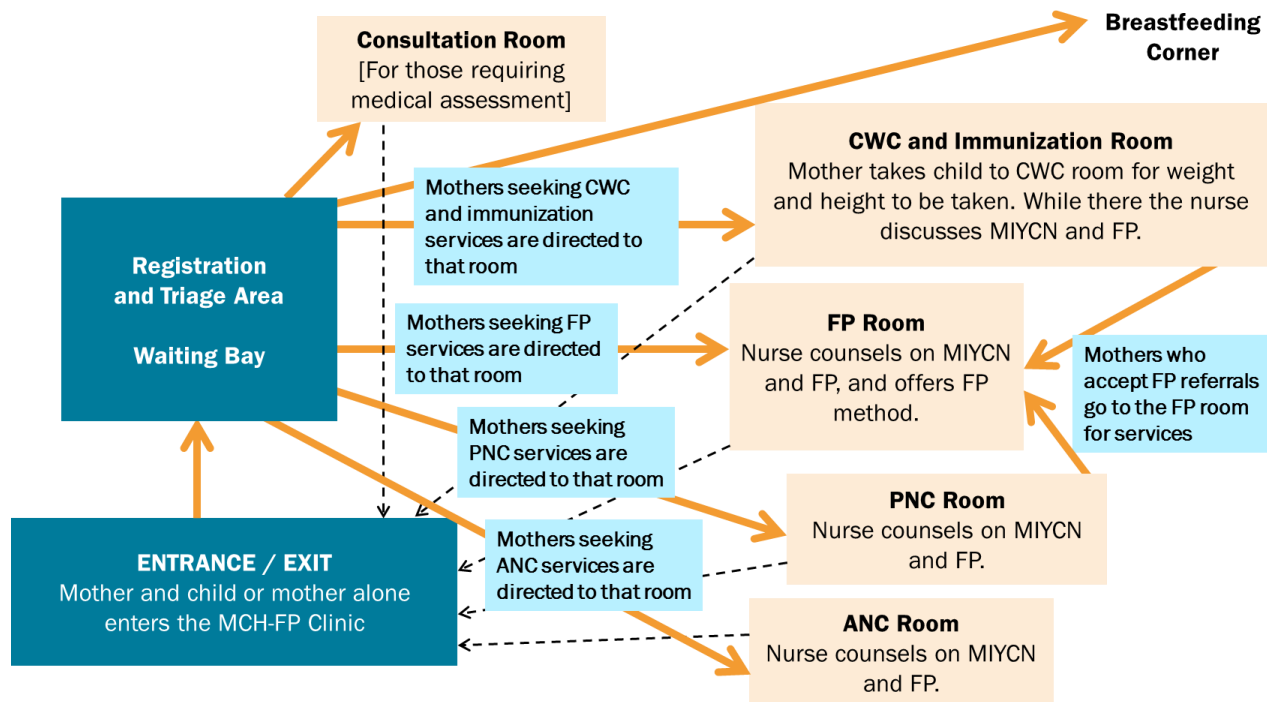 Consultation Room
[For those requiring
medical assessment]
Breastfeeding
Corner
CWC and Immunization Room
Mother takes child to CWC room for weight
and height to be taken. While there the nurse
discusses MIYCN and FP.
Mothers seeking CWC
and immunization
services are directed to
that room
Registration
and Triage Area
Waiting Bay
Mothers seeking FP
services are directed
to that room
FP Room
Nurse counsels on MIYCN
and FP, and offers FP
method.
Mothers who
accept FP referrals
go to the FP room
for services
Mothers seeking
PNC services are
directed to that room
PNC Room
Nurse counsels on MIYCN
and FP.
ENTRANCE / EXIT
Mother and child or mother alone
enters the MCH-FP Clinic
Mothers seeking
ANC services are
directed to that room
ANC Room
Nurse counsels on MIYCN
and FP.